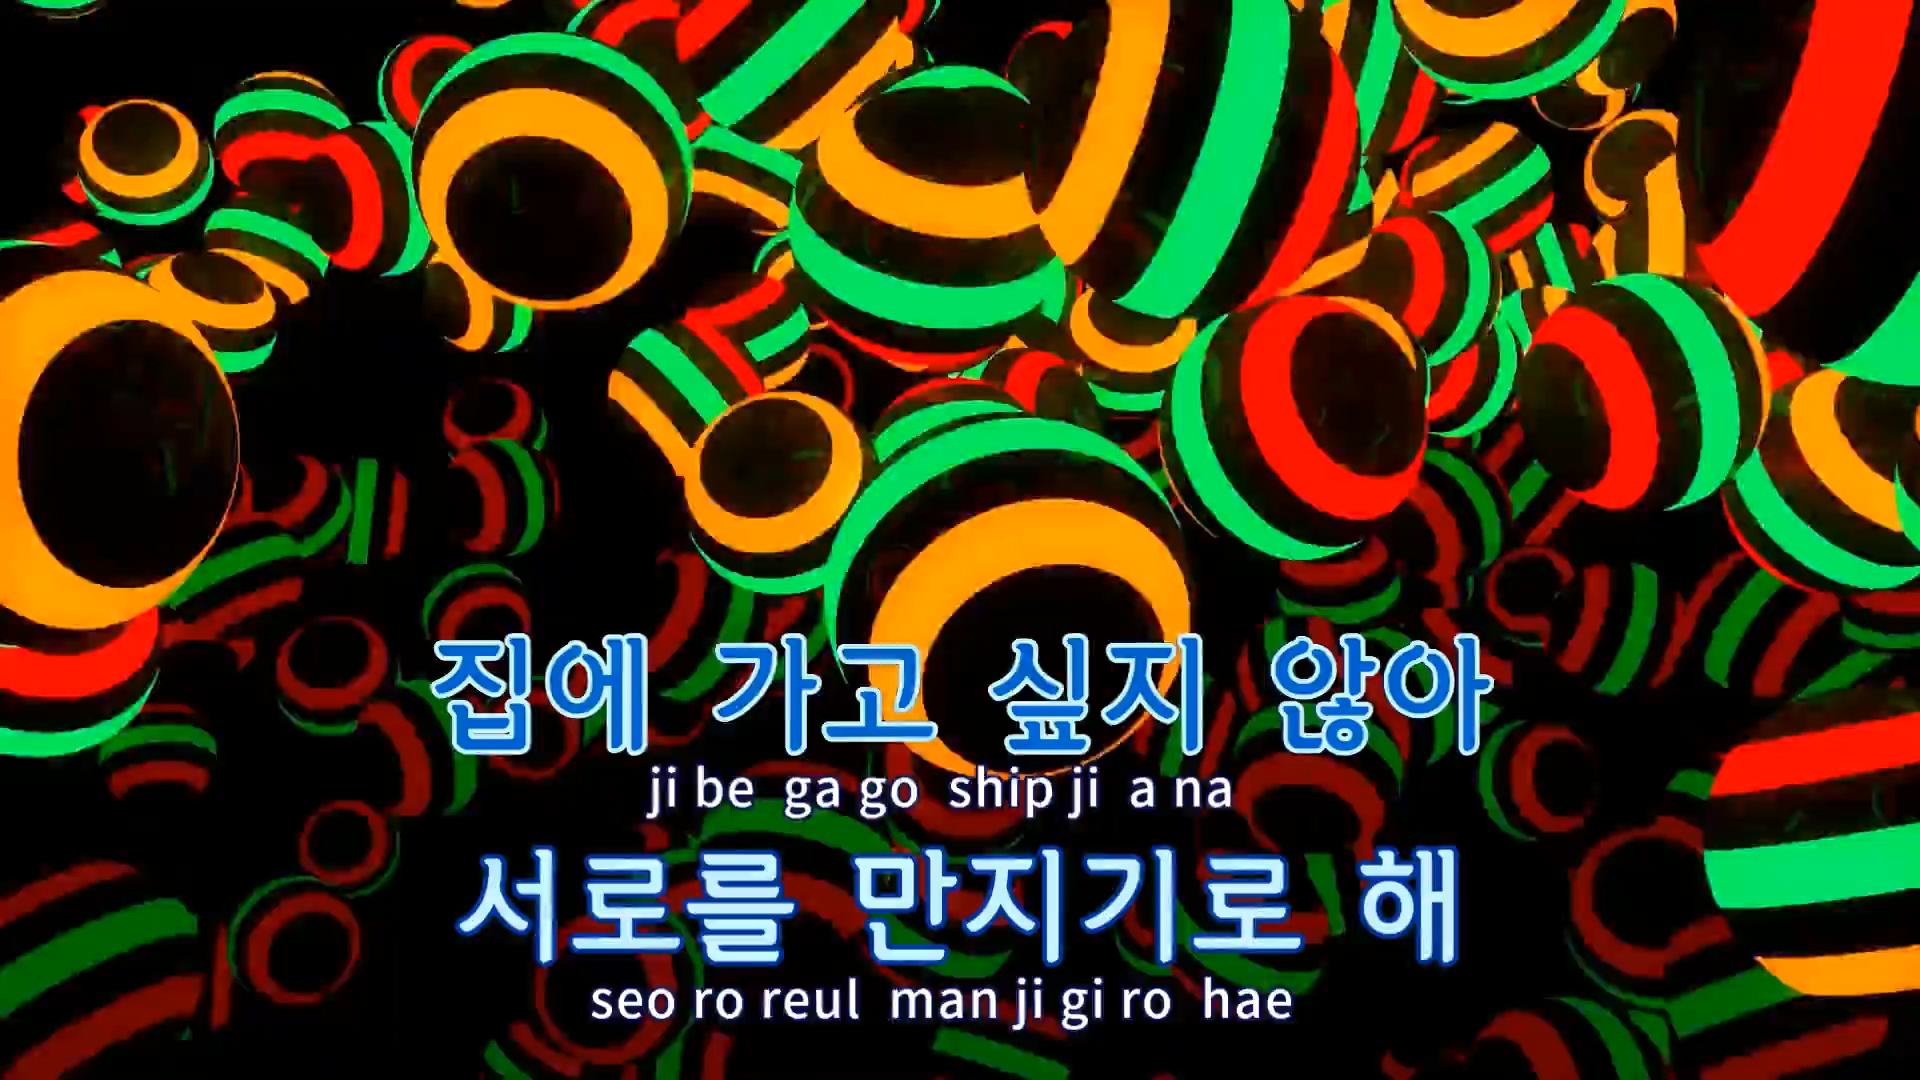 집에 가고 싶지 않아
ji be ga go ship ji a na
서로를 만지기로 해
seo ro reul man ji gi ro hae